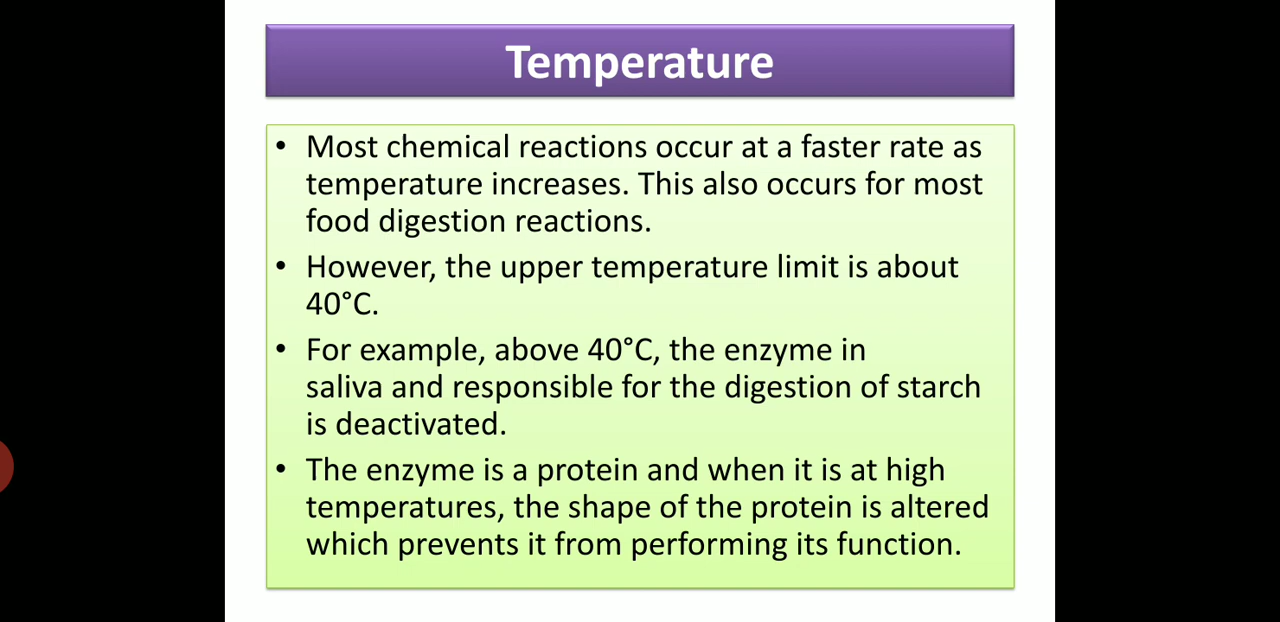 Temperature
• Most chemical reactions occur at a faster rate as
temperature increases. This also occurs for most
food digestion reactions.
• However, the upper temperature limit is about
40°C.
• For example, above 40°C, the enzyme in
saliva and responsible for the digestion of starch
is deactivated.
• The enzyme is a protein and when it is at high
temperatures, the shape of the protein is altered
which prevents it from performing its function.